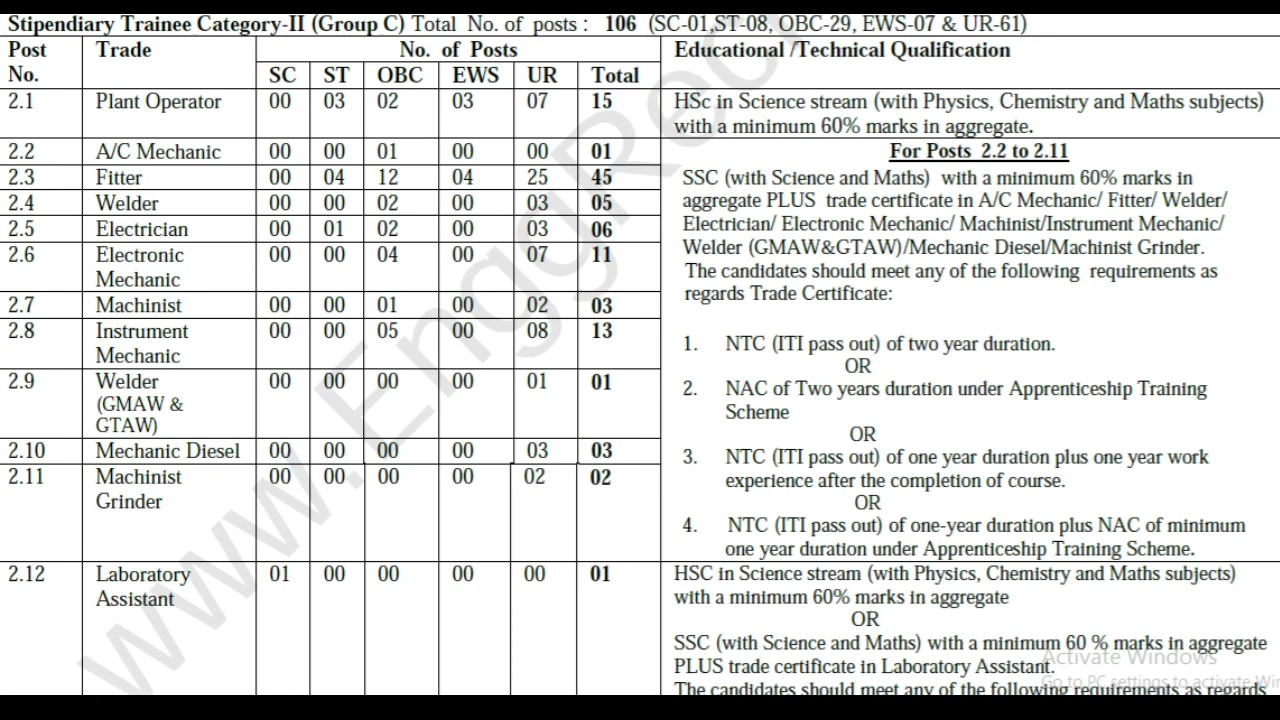 Stipendiary Trainee Category-II (Group C) Total No. of posts : 106 (SC-01,ST-08, OBC-29, EWS-07 & UR-61)
Post No. Trade No. of Posts Educational /Technical Qualification
SC ST OBC EWS UR Total
2.1 Plant Operator 00 03 02 03 07 15 HSc in Science stream (with Physics, Chemistry and Maths subjects)
with a minimum 60% marks in aggregate.
2.2 A/C Mechanic 00 00 01 00 00 01 For Posts 2.2 to 2.11
2.3 Fitter 00 04 12 04 25 45
2.4 Welder 00 00 02 00 03 05
2.5 Electrician 00 01 02 00 03 06
2.6 Electronic 00 00 04 00 07 11
Mechanic
2.7 Machinist 00 00 01 00 02 03
2.8 Instrument 00 00 05 00 08 13
Mechanic
2.9 Welder 00 00 00 00 01 01
(GMAW &
GTAW)
2.10 Mechanic Diesel 00 00 00 00 03 03
2.11 Machinist 00 00 00 00 02 02
Grinder
SSC (with Science and Maths) with a minimum 60% marks in
aggregate PLUS trade certificate in A/C Mechanic/ Fitter/ Welder/
Electrician/ Electronic Mechanic/ Machinist/Instrument Mechanic/
Welder (GMAW&GTAW)/Mechanic Diesel/Machinist Grinder.
The candidates should meet any of the following requirements as
regards Trade Certificate:
1. NTC (ITI pass out) of two year duration.
OR
2. NAC of Two years duration under Apprenticeship Training
Scheme
OR
3. NTC (ITI pass out) of one year duration plus one year work
experience after the completion of course.
OR
4. NTC (ITI pass out) of one-year duration plus NAC of minimum
one year duration under Apprenticeship Training Scheme.
2.12 Laboratory 01 00 00 00 00 01 HSC in Science stream (with Physics, Chemistry and Maths subjects)
Assistant with a minimum 60% marks in aggregate
OR
SSC (with Science and Maths) with a minimum 60 % marks in aggregate
PLUS trade certificate in Laboratory Assistant.
The candidates should meet any of the following requirements as regards
www.EnggRect
Activate Windows
Go to PC settings to activate Wi